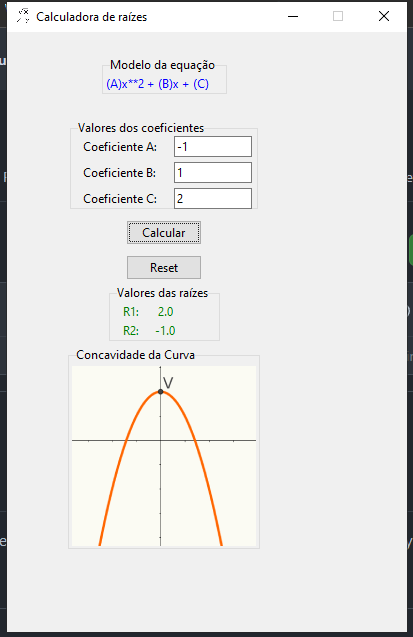 Calculadora de raízes
Modelo da equação
(A)x**2 + (B)x + (C)
Valores dos coeficientes
Coeficiente A: -1
Coeficiente B: 1
Coeficiente C: 2
Calcular
Reset
Valores das raízes
R1: 2.0
R2: -1.0
Concavidade da Curva
V